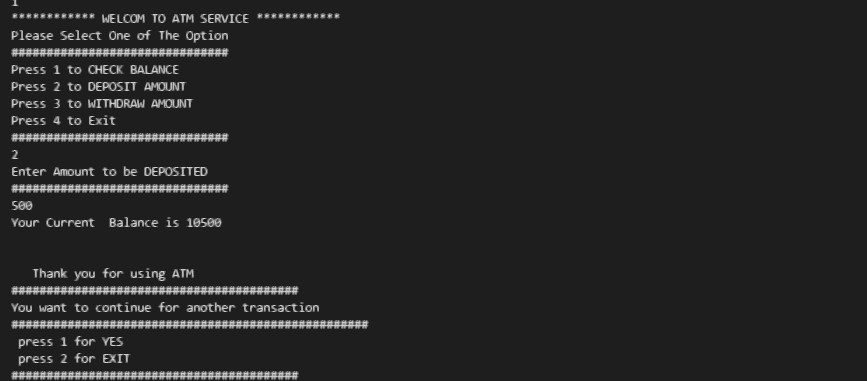 1
************ WELCOM TO ATM SERVICE ************
Please Select One of The Option
###############################
Press 1 to CHECK BALANCE
Press 2 to DEPOSIT AMOUNT
Press 3 to WITHDRAW AMOUNT
Press 4 to Exit
###############################
2
Enter Amount to be DEPOSITED
###############################
500
Your Current  Balance is 10500
   Thank you for using ATM
#########################################
You want to continue for another transaction
###################################################
 press 1 for YES
 press 2 for EXIT
#########################################